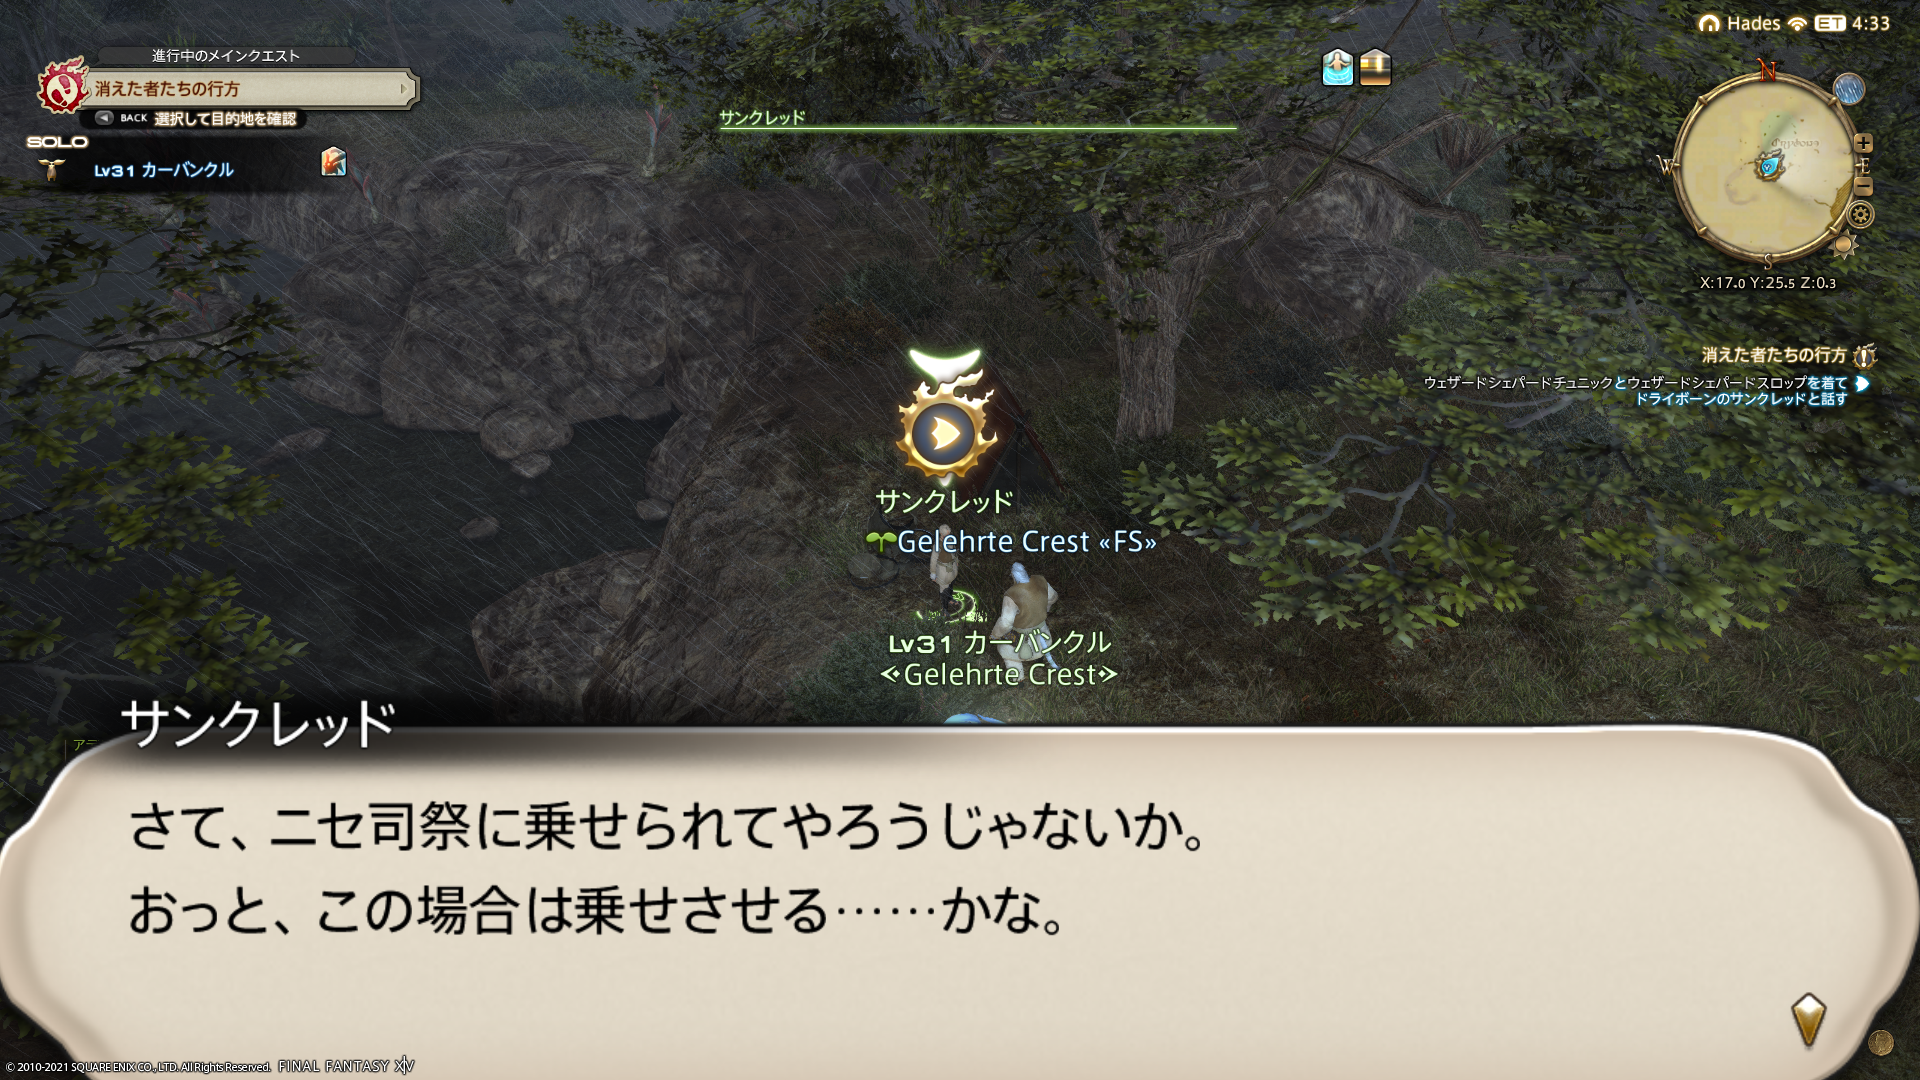 Hades ET 4:33
進行中のメインクエスト
消えた者たちの行方
BACK 選択して目的地を確認
SOLO
Lv31 カーバンクル
サンクレッド
N
W
E
S
X:17.0 Y:25.5 Z:0.3
消えた者たちの行方
ウェザードシェパードチュニックとウェザードシェパードスロップを着て
ドライボーンのサンクレッドと話す
サンクレッド
Gelehrte Crest «FS»
Lv31 カーバンクル
Gelehrte Crest
サンクレッド
さて、ニセ司祭に乗せられてやろうじゃないか。
おっと、この場合は乗せさせる……かな。
© 2010-2021 SQUARE ENIX CO., LTD. All Rights Reserved. FINAL FANTASY XIV